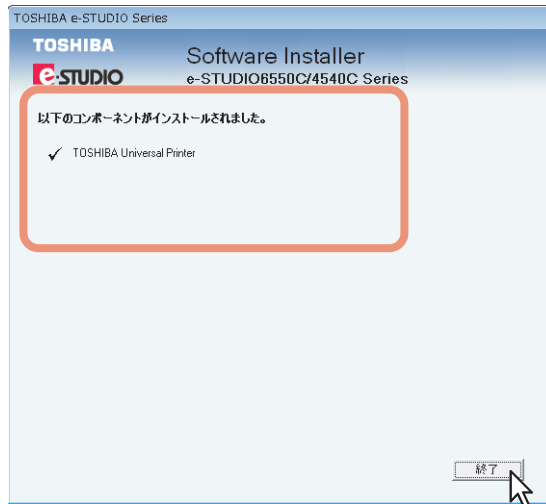 TOSHIBA e-STUDIO Series
TOSHIBA
e-STUDIO
Software Installer
e-STUDIO6550C/4540C Series
以下のコンポーネントがインストールされました。
✓ TOSHIBA Universal Printer
終了